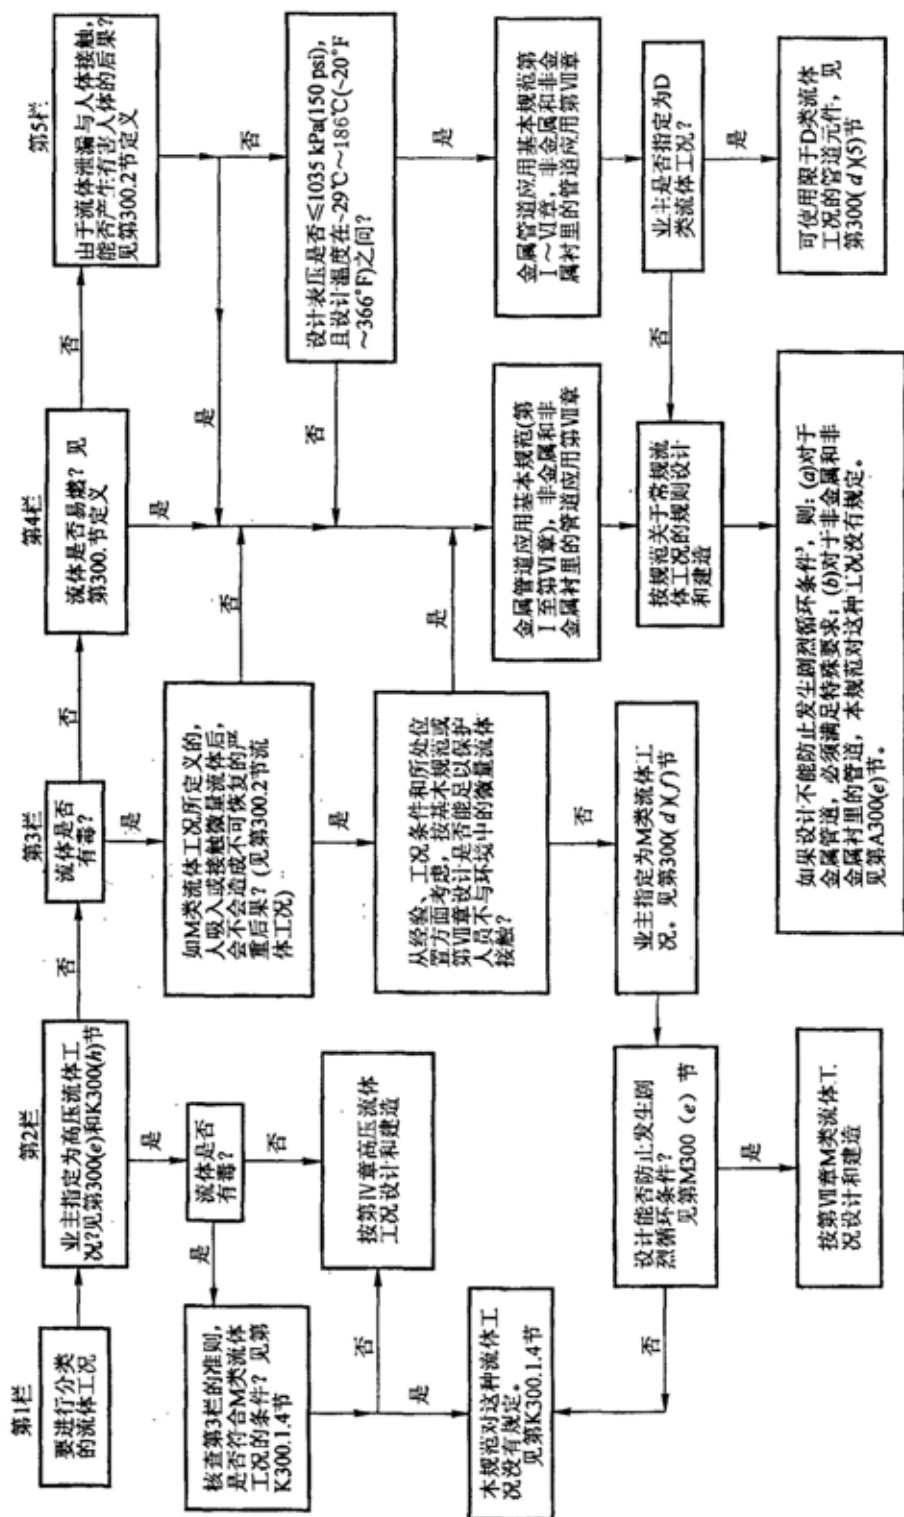 第1栏
要进行分类
的流体工况
第2栏
业主指定为高压流体工
况?见第300(e)和K300(h)节
是
否
流体是否
有毒?
是
否
核查第3栏的准则,
是否符合M类流体
工况的条件? 见第
K300.1.4节
否
是
按第Ⅳ章高压流体
工况设计和建造
本规范对这种流体工
况没有规定。
见第K300.1.4节
第3栏
流体是否
有毒?
是
否
如M类流体工况所定义的,
人吸入或接触微量流体后,
会不会造成不可恢复的严
重后果? (见第300.2节流
体工况)
否
是
从经验、工况条件和所处位
置方面考虑, 按基本规范或
第Ⅶ章设计是否能足以保护
人员不与环境中的微量流体
接触?
是
否
业主指定为M类流体工
况。见第300(d)(f)节
设计能否防止发生剧
烈循环条件?
见第M300（e）节
否
是
按第Ⅶ章M类流体工
况设计和建造
第4栏
流体是否易燃? 见
第300.节定义
否
是
第5栏
由于流体泄漏与人体接触,
能否产生有害人体的后果?
见第300.2节定义
是
否
设计表压是否≤1035 kPa(150 psi),
且设计温度在~29℃~186℃(~20°F
~366°F)之间?
否
是
金属管道应用基本规范(第
Ⅰ至第Ⅵ章), 非金属和非
金属衬里的管道应用第Ⅶ章
金属管道应用基本规范第
Ⅰ～Ⅵ章, 非金属和非金
属衬里的管道应用第Ⅶ章
业主是否指定为D
类流体工况?
否
是
按规范关于常规流
体工况的规则设计
和建造
可使用限于D类流体
工况的管道元件, 见
第300(d)(5)节
如果设计不能防止发生剧烈循环条件³, 则: (a)对于
金属管道, 必须满足特殊要求; (b)对于非金属和非
金属衬里的管道, 本规范对这种工况没有规定。
见第A300(e)节。